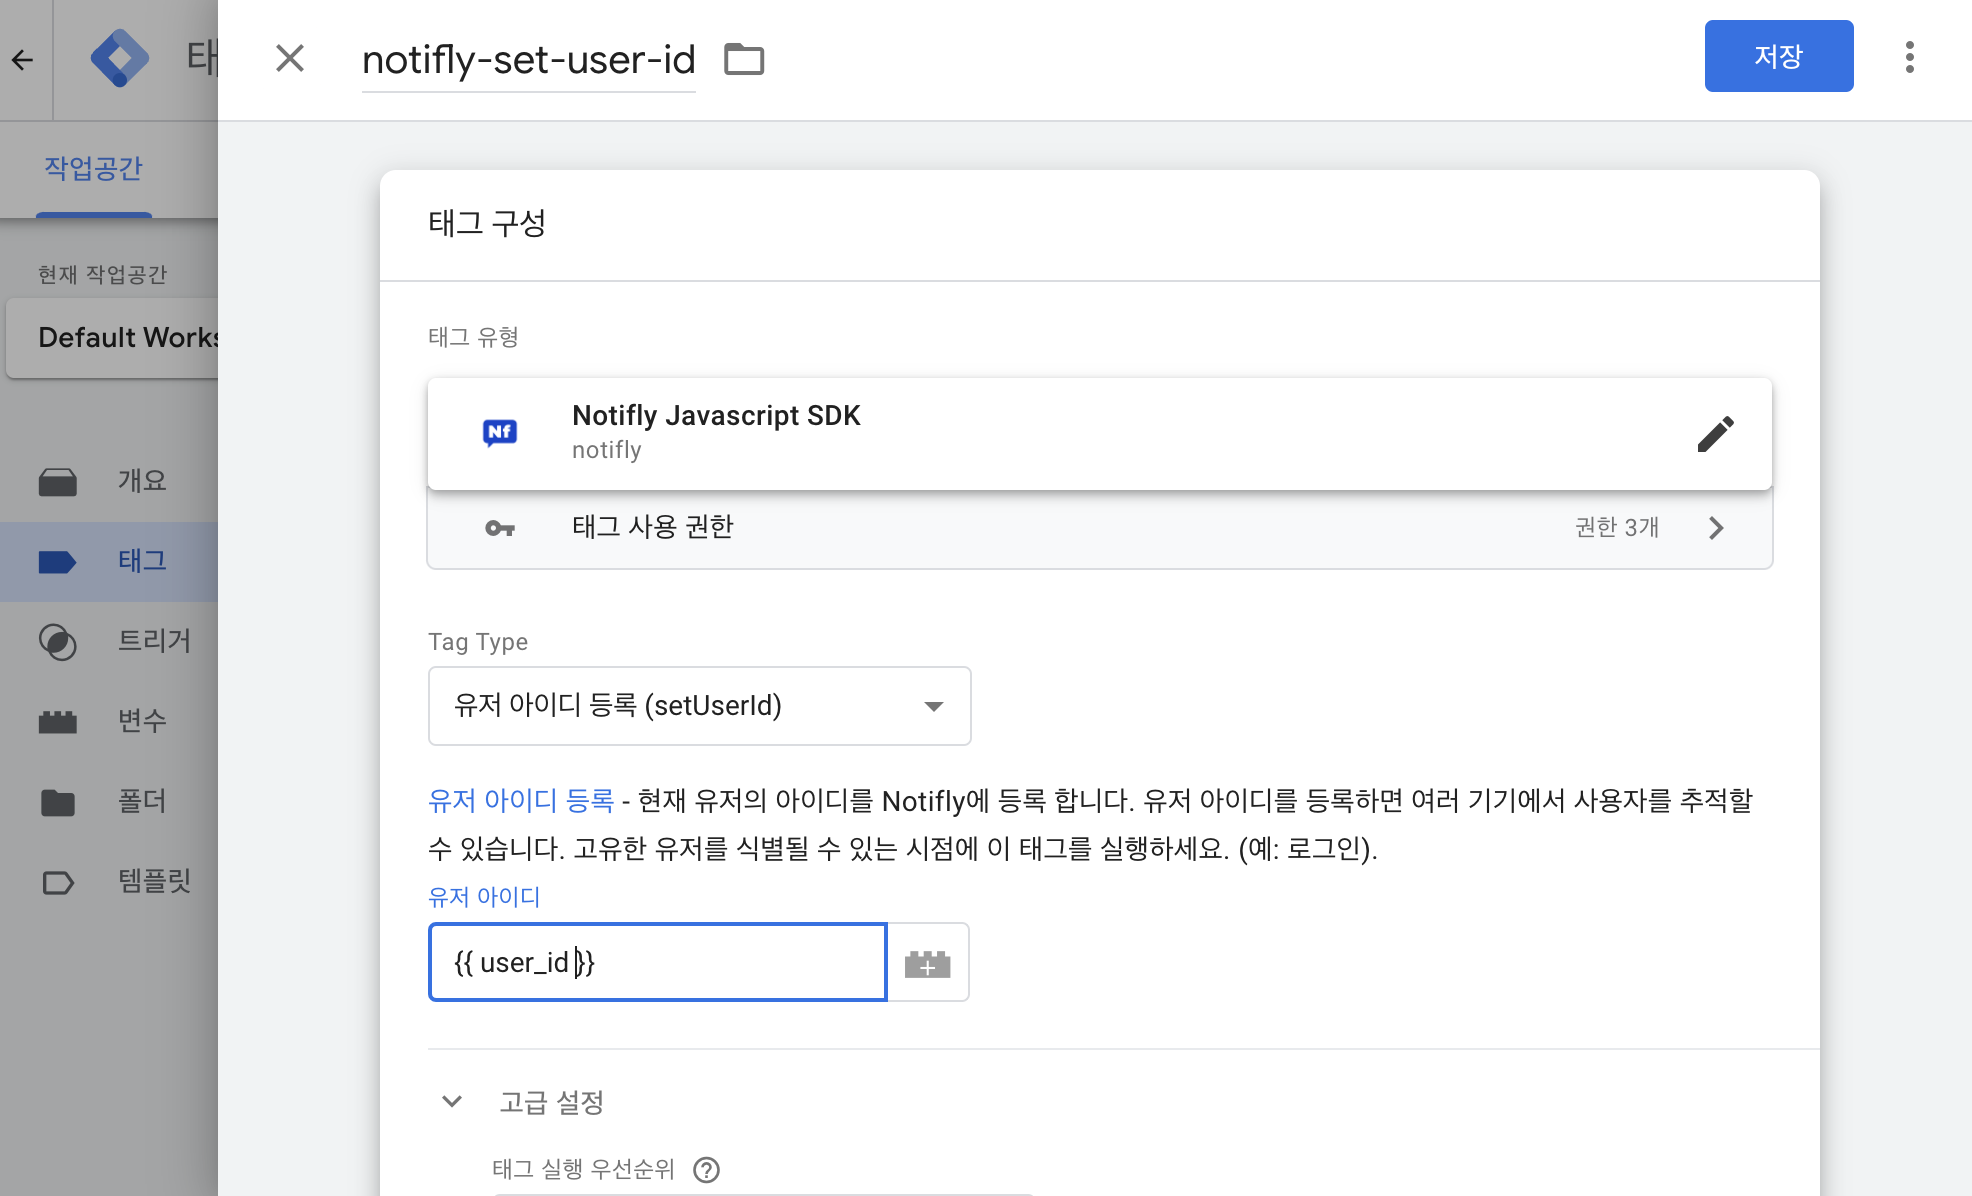 태
notifly-set-user-id
저장
작업공간
현재 작업공간
Default Works
개요
태그
트리거
변수
폴더
템플릿
태그 구성
태그 유형
Nf
Notifly Javascript SDK
notifly
태그 사용 권한
권한 3개
Tag Type
유저 아이디 등록 (setUserId)
유저 아이디 등록 - 현재 유저의 아이디를 Notifly에 등록 합니다. 유저 아이디를 등록하면 여러 기기에서 사용자를 추적할
수 있습니다. 고유한 유저를 식별될 수 있는 시점에 이 태그를 실행하세요. (예: 로그인).
유저 아이디
{{ user_id }}
고급 설정
태그 실행 우선순위